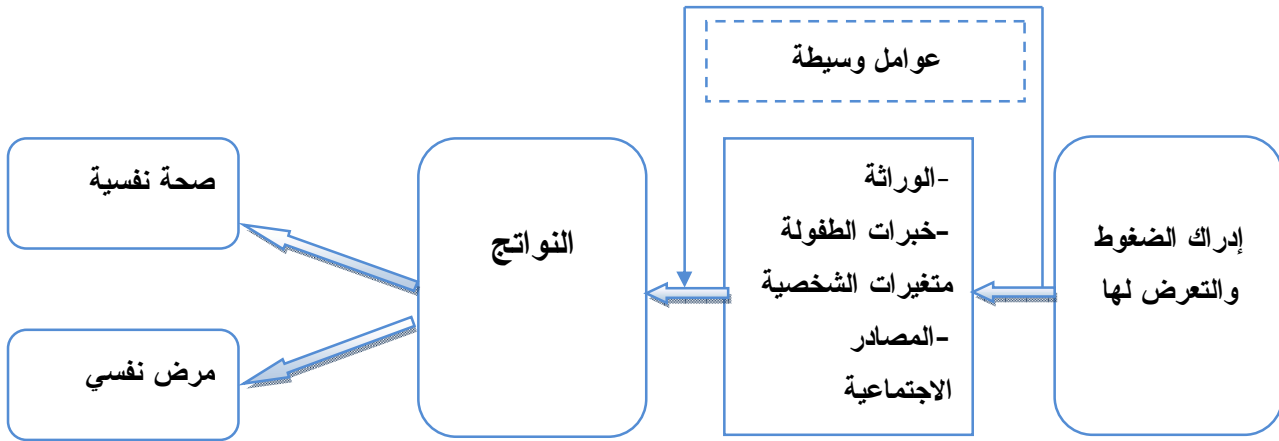 عوامل وسيطة
إدراك الضغوط
والتعرض لها
-الوراثة
-خبرات الطفولة
متغيرات الشخصية
-المصادر
الاجتماعية
النواتج
صحة نفسية
مرض نفسي